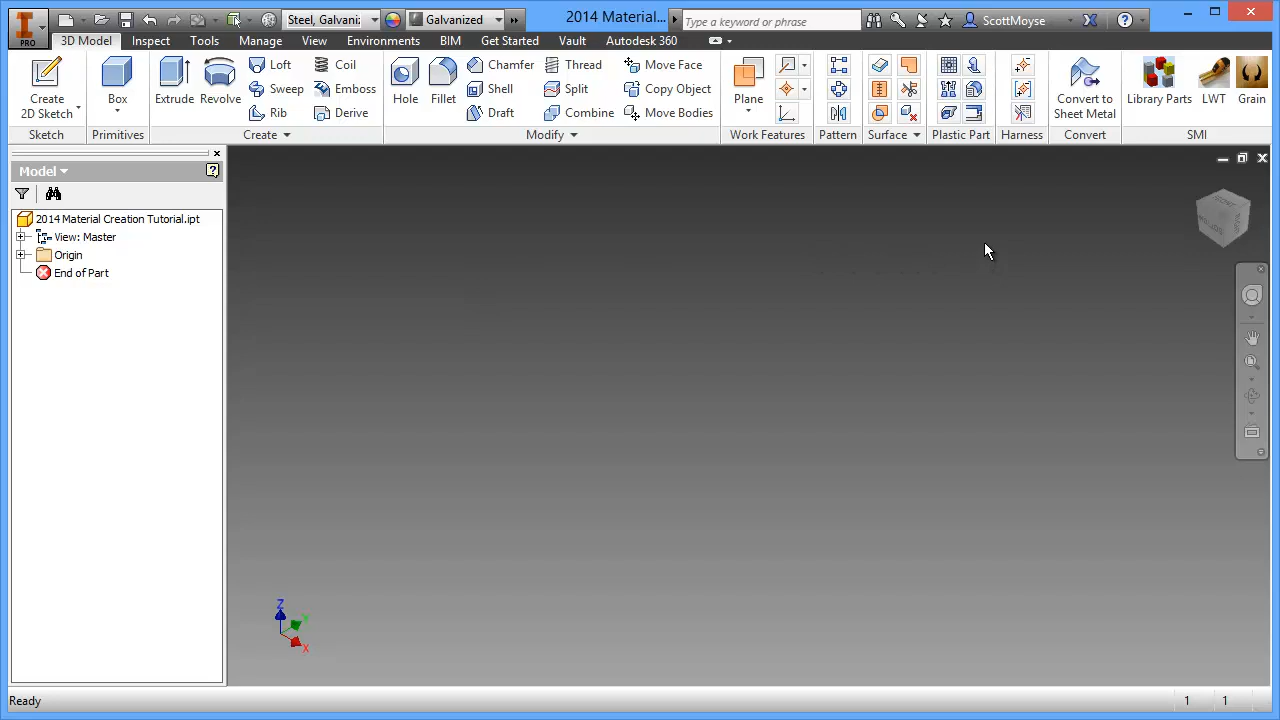 Steel, Galvaniz
Galvanized
2014 Material...
Type a keyword or phrase
ScottMoyse
PRO
3D Model
Inspect
Tools
Manage
View
Environments
BIM
Get Started
Vault
Autodesk 360
Create
2D Sketch
Box
Extrude
Revolve
Loft
Sweep
Rib
Coil
Emboss
Derive
Hole
Fillet
Chamfer
Shell
Draft
Thread
Split
Combine
Move Face
Copy Object
Move Bodies
Plane
Convert to
Sheet Metal
Library Parts
LWT
Grain
Sketch
Primitives
Create
Modify
Work Features
Pattern
Surface
Plastic Part
Harness
Convert
SMI
Model
2014 Material Creation Tutorial.ipt
View: Master
Origin
End of Part
Z
X
Ready
1
1